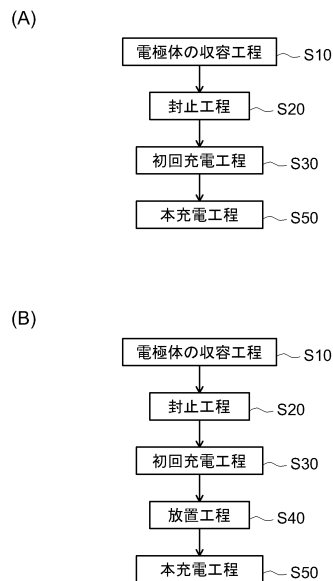 (A)
電極体の収容工程 S10
封止工程 S20
初回充電工程 S30
本充電工程 S50
(B)
電極体の収容工程 S10
封止工程 S20
初回充電工程 S30
放置工程 S40
本充電工程 S50